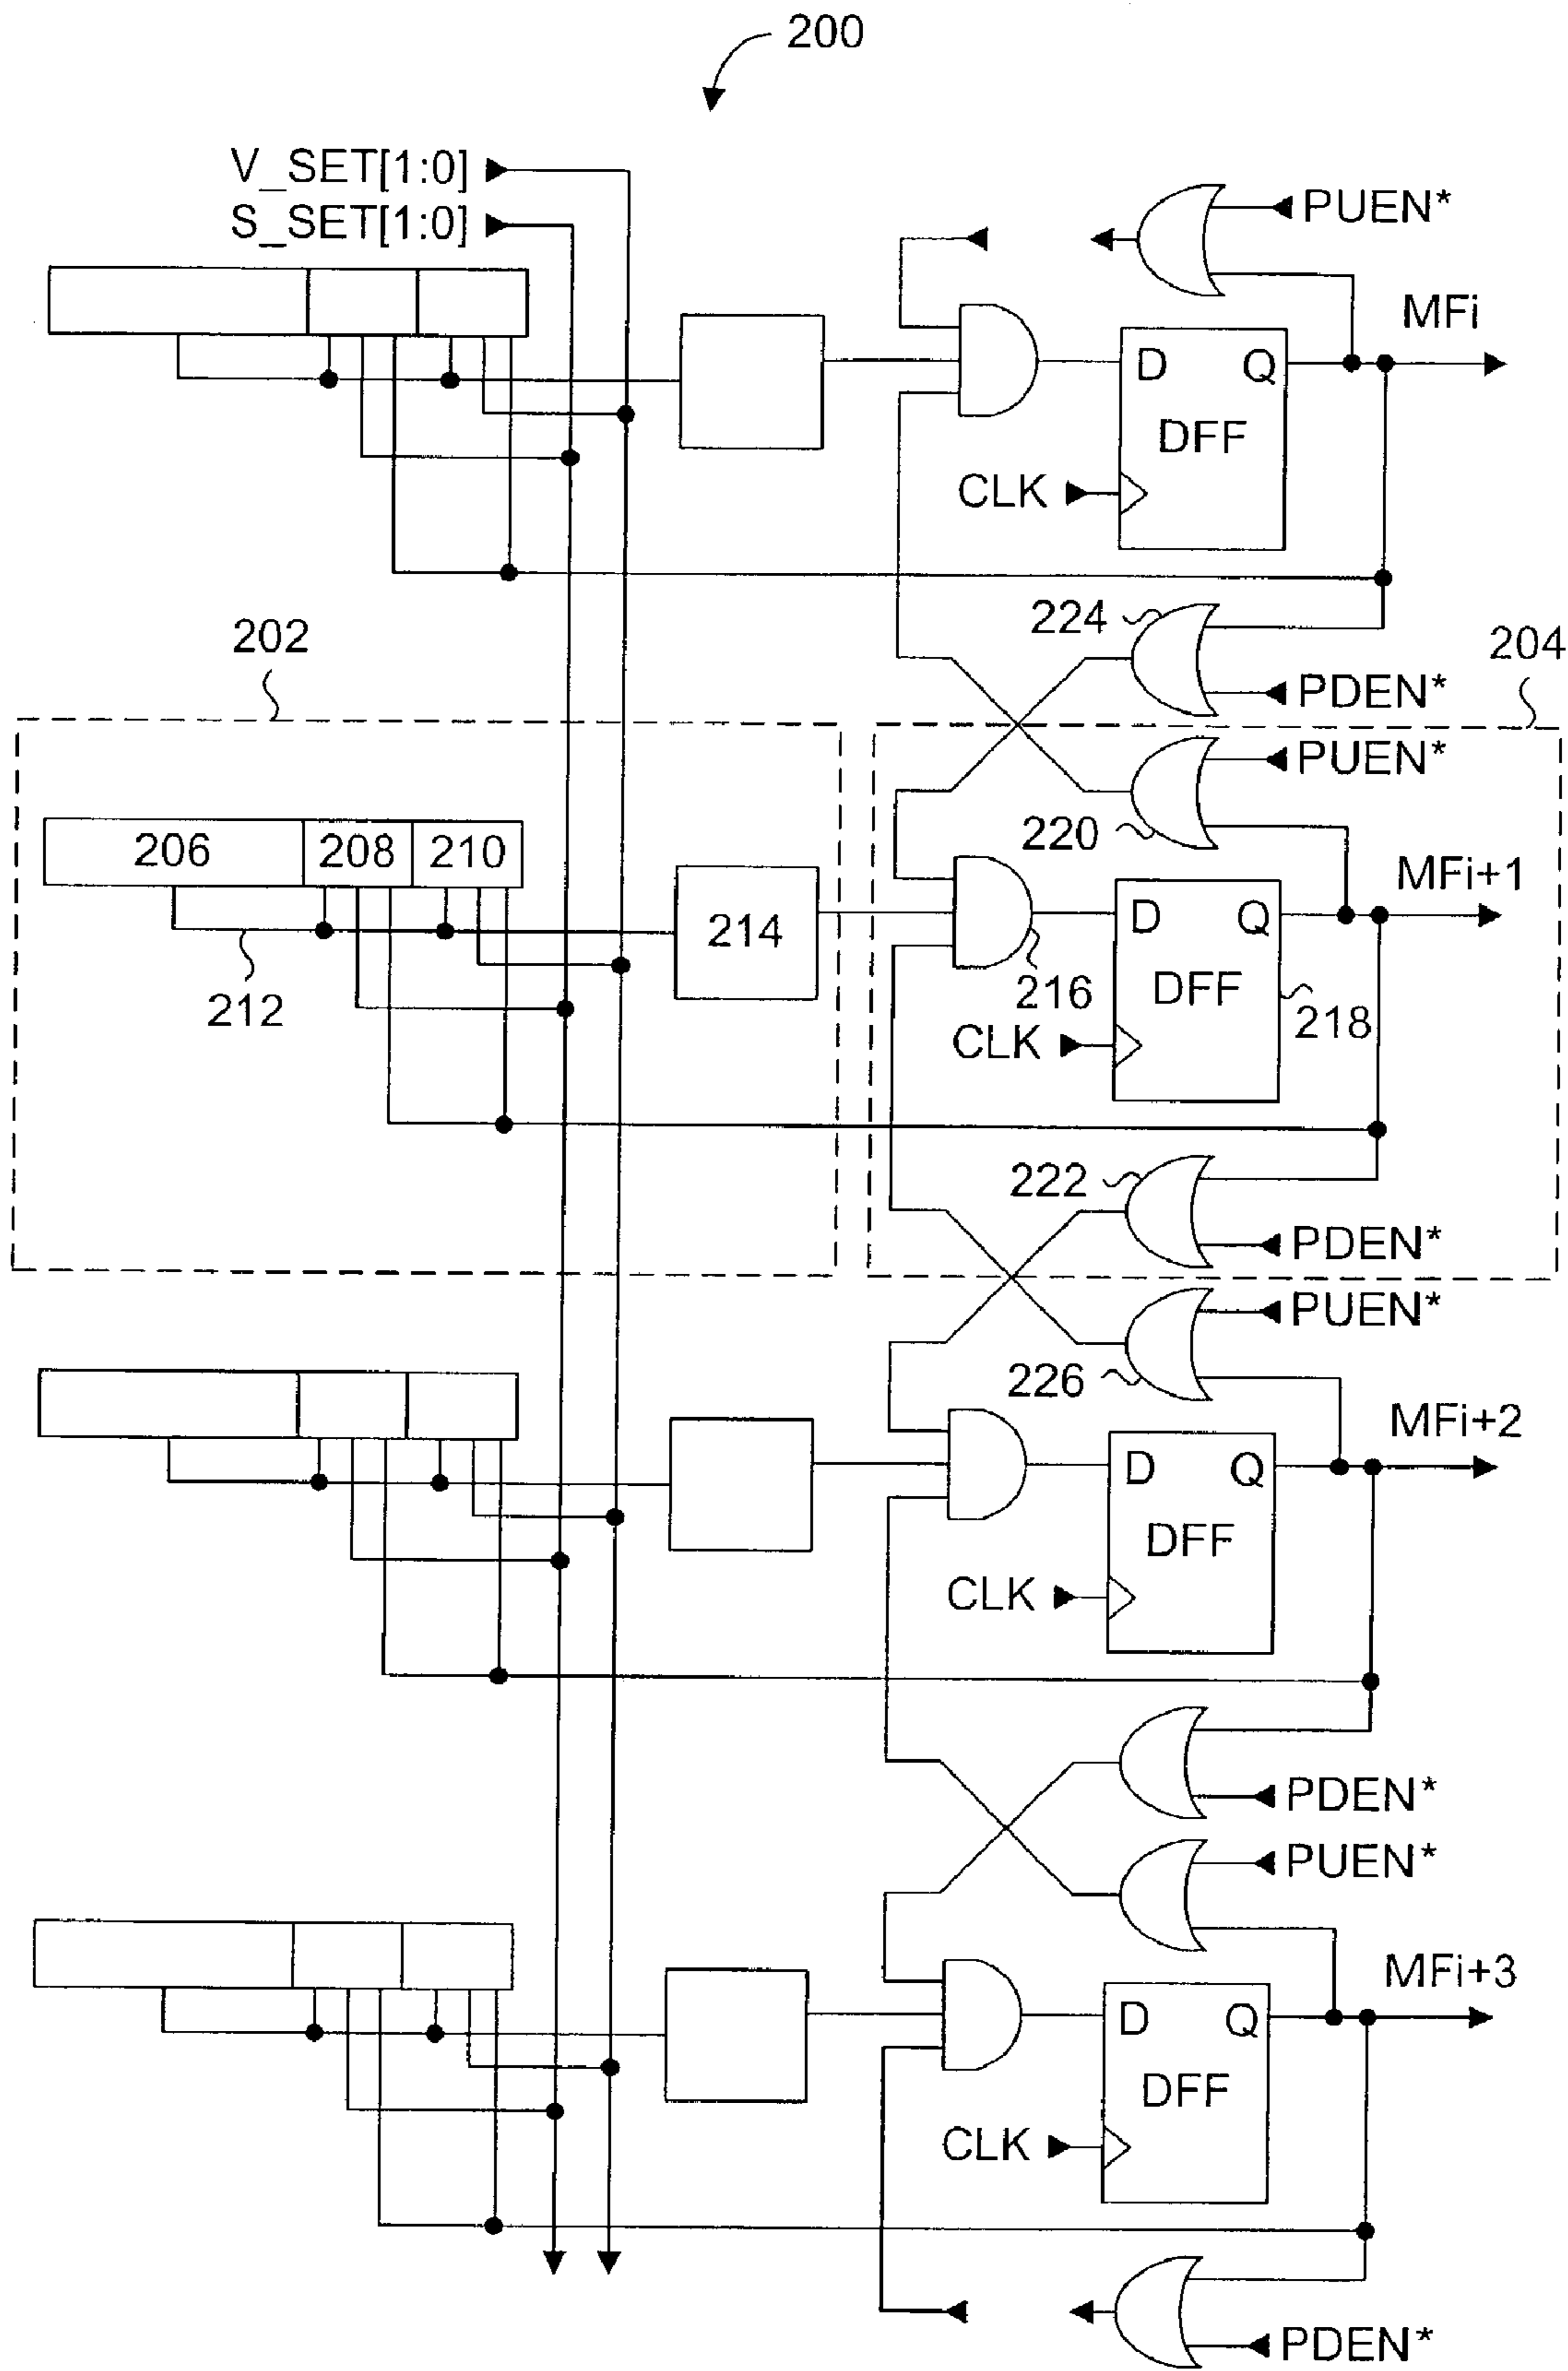 200
V_SET[1:0]
S_SET[1:0]
PUEN*
MFi
D Q
DFF
CLK
224
PDEN*
202
204
PUEN*
220
206 208 210
MFi+1
214
D Q
DFF
212
216
218
CLK
222
PDEN*
PUEN*
226
MFi+2
D Q
DFF
CLK
PDEN*
PUEN*
MFi+3
D Q
DFF
CLK
PDEN*